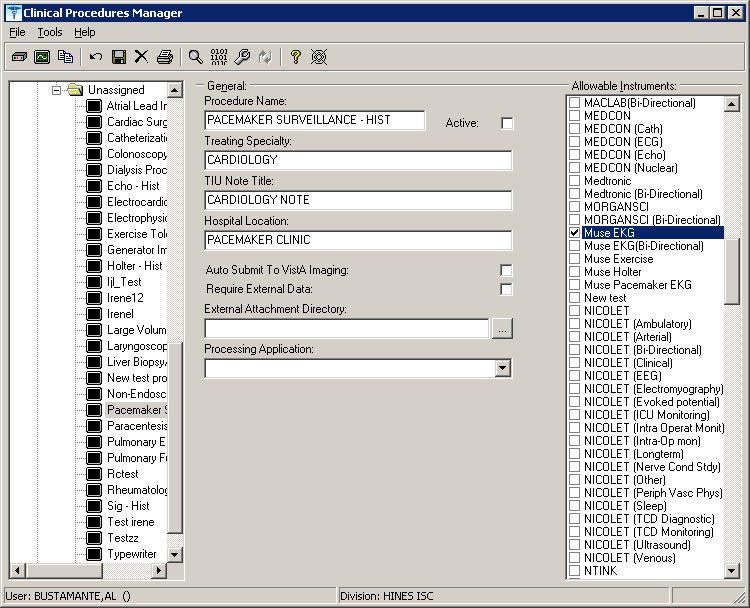 Clinical Procedures Manager
File Tools Help
Unassigned
Atrial Lead Ir
Cardiac Surg
Catheterizati
Colonoscopy
Dialysis Proc
Echo - Hist
Electrocardic
Electrophysic
Exercise Tole
Generator Im
Holter - Hist
Ijl_Test
Irene12
Irenel
Large Volum
Laryngoscop
Liver Biopsy
New test pro
Non-Endosc
Pacemaker S
Paracentesis
Pulmonary E
Pulmonary Fu
Rctest
Rheumatolog
Sig - Hist
Test irene
Testzz
Typewriter
General:
Procedure Name:
PACEMAKER SURVEILLANCE - HIST
Active:
Treating Specialty:
CARDIOLOGY
TIU Note Title:
CARDIOLOGY NOTE
Hospital Location:
PACEMAKER CLINIC
Auto Submit To VistA Imaging:
Require External Data:
External Attachment Directory:
...
Processing Application:
Allowable Instruments:
MACLAB(Bi-Directional)
MEDCON
MEDCON (Cath)
MEDCON (ECG)
MEDCON (Echo)
MEDCON (Nuclear)
Medtronic
Medtronic (Bi-Directional)
MORGANSCI
MORGANSCI (Bi-Directional)
Muse EKG
Muse EKG(Bi-Directional)
Muse Exercise
Muse Holter
Muse Pacemaker EKG
New test
NICOLET
NICOLET (Ambulatory)
NICOLET (Arterial)
NICOLET (Bi-Directional)
NICOLET (Clinical)
NICOLET (EEG)
NICOLET (Electromyography)
NICOLET (Evoked potential)
NICOLET (ICU Monitoring)
NICOLET (Intra Operat Monit)
NICOLET (Intra-Op mon)
NICOLET (Longterm)
NICOLET (Nerve Cond Stdy)
NICOLET (Other)
NICOLET (Periph Vasc Phys)
NICOLET (Sleep)
NICOLET (TCD Diagnostic)
NICOLET (TCD Monitoring)
NICOLET (Ultrasound)
NICOLET (Venous)
NTINK
User: BUSTAMANTE,AL ()
Division: HINES ISC